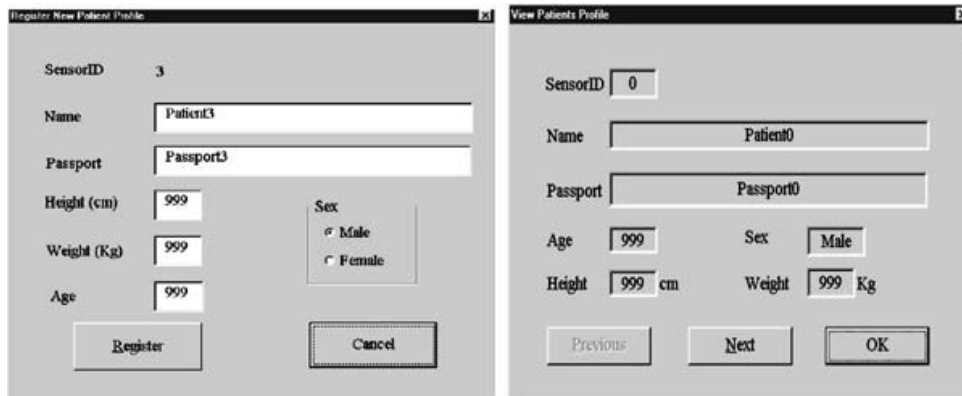 Register New Patient Profile
SensorID 3
Name Patient3
Passport Passport3
Height (cm) 999
Weight (Kg) 999
Age 999
Sex
Male
Female
Register Cancel
View Patients Profile
SensorID 0
Name Patient0
Passport Passport0
Age 999 Sex Male
Height 999 cm Weight 999 Kg
Previous Next OK